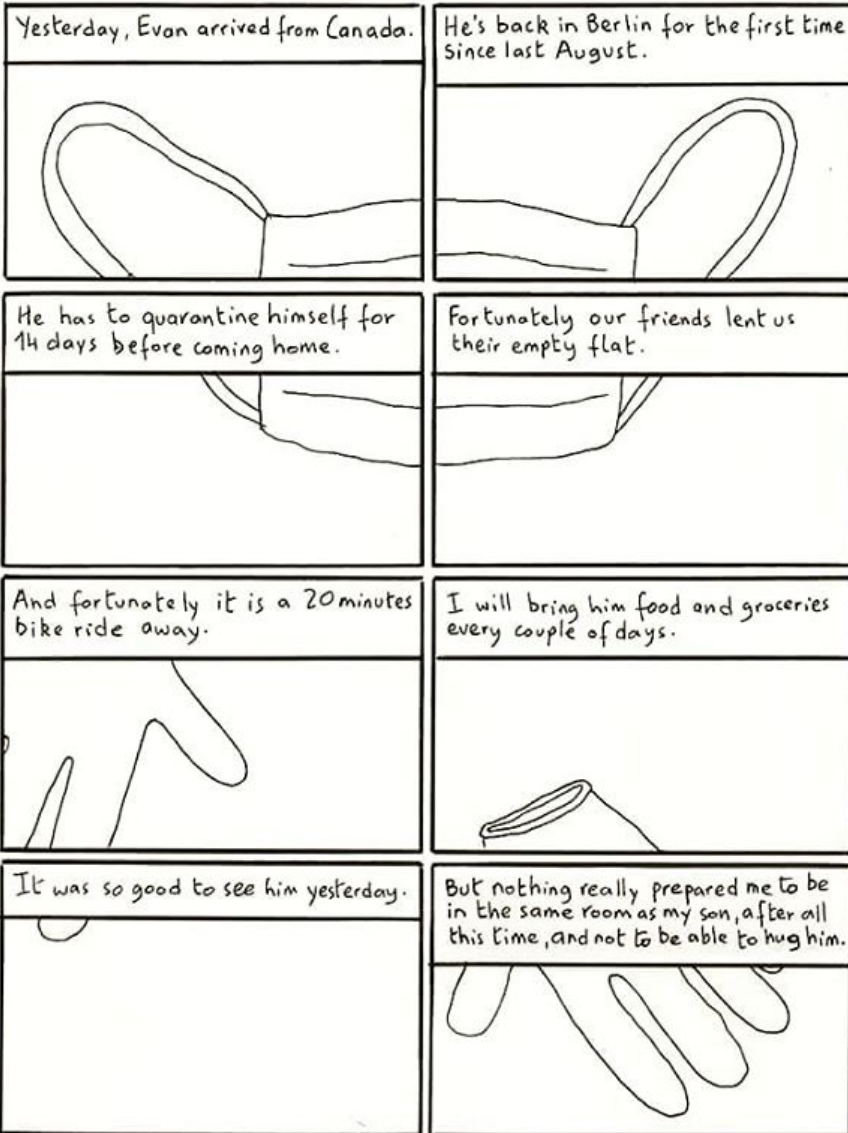 Yesterday, Evan arrived from Canada.
He's back in Berlin for the first time
since last August.
He has to quarantine himself for
14 days before coming home.
Fortunately our friends lent us
their empty flat.
And fortunately it is a 20 minutes
bike ride away.
I will bring him food and groceries
every couple of days.
It was so good to see him yesterday.
But nothing really prepared me to be
in the same room as my son, after all
this time, and not to be able to hug him.